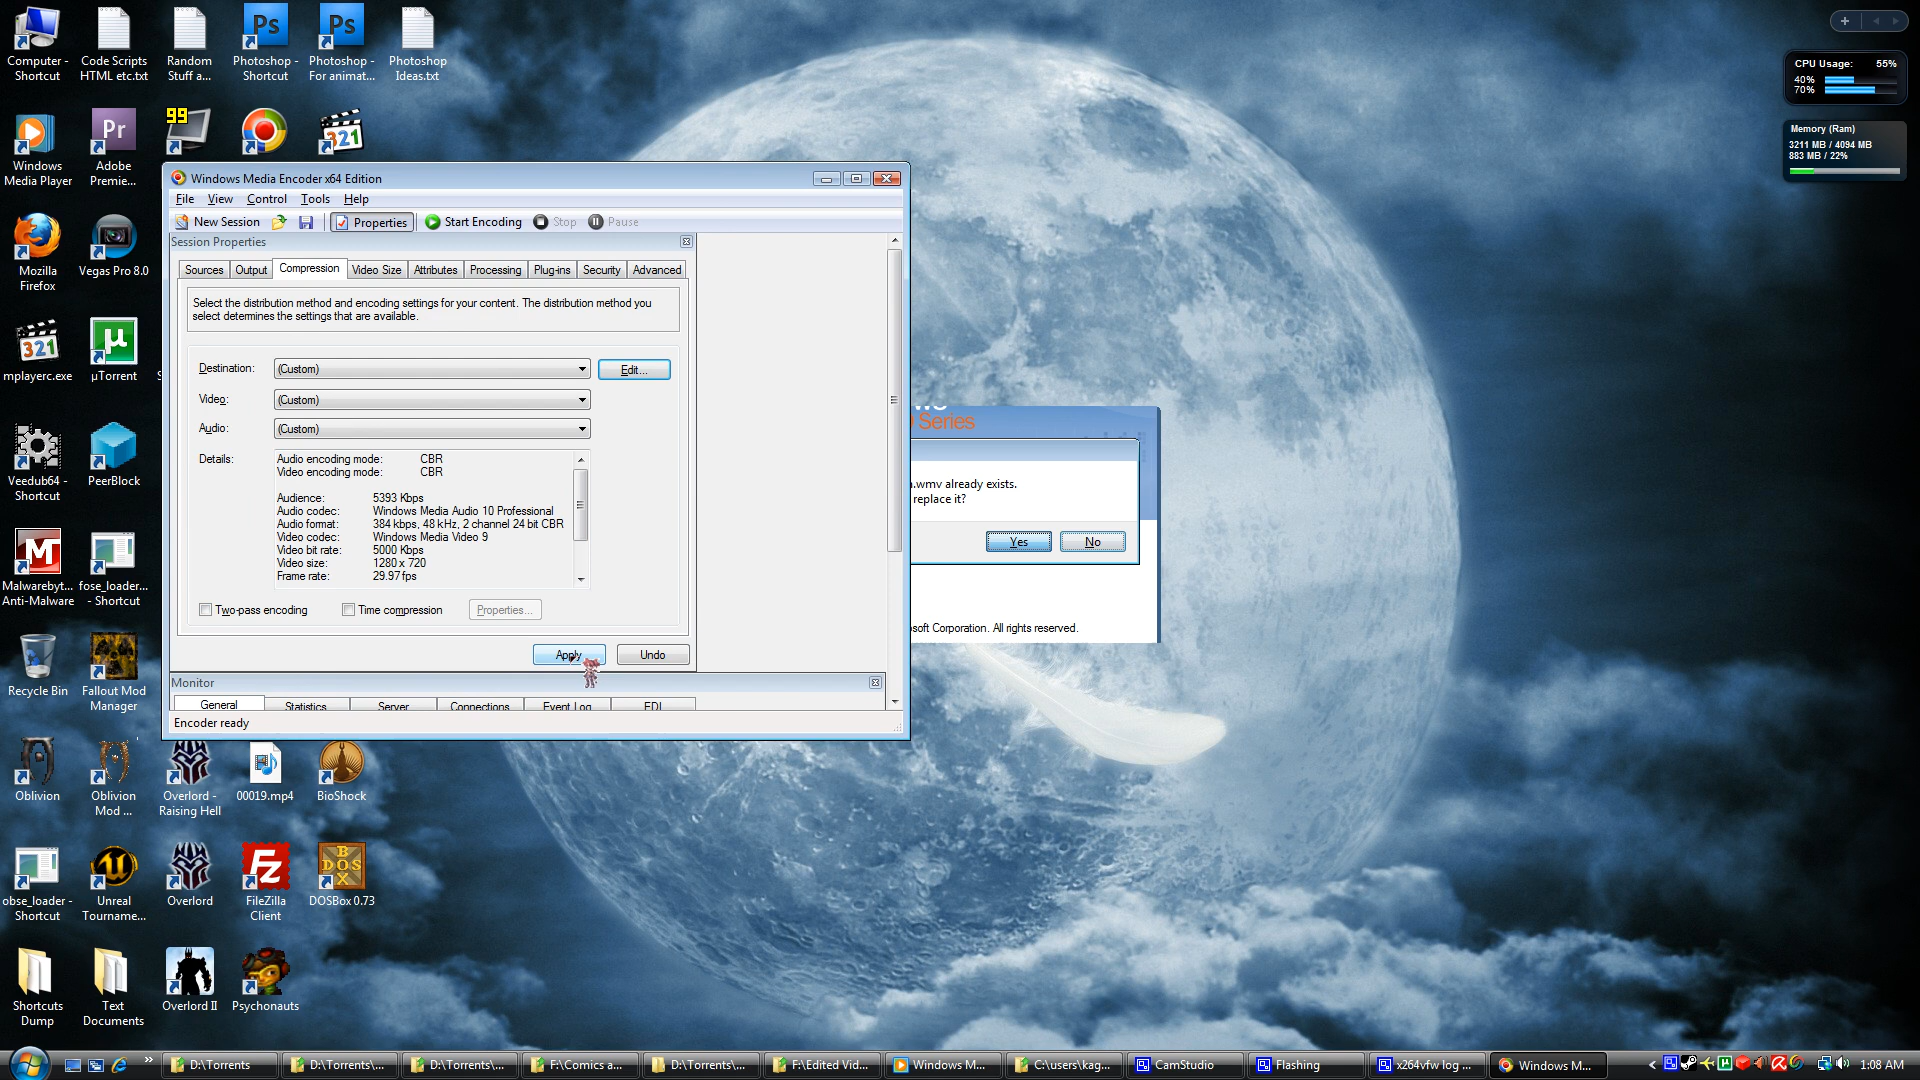 Computer - Shortcut
Code Scripts HTML etc.txt
Random Stuff a...
Photoshop - Shortcut
Photoshop - For animat...
Photoshop Ideas.txt
CPU Usage: 55%
40%
70%
Memory (Ram)
3211 MB / 4094 MB
883 MB / 22%
Windows Media Player
Adobe Premie...
99
321
Mozilla Firefox
Vegas Pro 8.0
mplayerc.exe
µTorrent
Veedub64 - Shortcut
PeerBlock
Malwarebyt... Anti-Malware
fose_loader... - Shortcut
Recycle Bin
Fallout Mod Manager
Oblivion
Oblivion Mod ...
Overlord - Raising Hell
00019.mp4
BioShock
obse_loader - Shortcut
Unreal Tourname...
Overlord
FileZilla Client
DOSBox 0.73
Shortcuts Dump
Text Documents
Overlord II
Psychonauts
Windows Media Encoder x64 Edition
File View Control Tools Help
New Session Properties Start Encoding Stop Pause
Session Properties
Sources Output Compression Video Size Attributes Processing Plug-ins Security Advanced
Select the distribution method and encoding settings for your content. The distribution method you
select determines the settings that are available.
Destination: (Custom) Edit...
Video: (Custom)
Audio: (Custom)
Details:
Audio encoding mode: CBR
Video encoding mode: CBR
Audience: 5393 Kbps
Audio codec: Windows Media Audio 10 Professional
Audio format: 384 kbps, 48 kHz, 2 channel 24 bit CBR
Video codec: Windows Media Video 9
Video bit rate: 5000 Kbps
Video size: 1280 x 720
Frame rate: 29.97 fps
Two-pass encoding Time compression Properties...
Apply Undo
Monitor
General Statistics Server Connections Event Log EDL
Encoder ready
Series
.wmv already exists.
replace it?
Yes No
soft Corporation. All rights reserved.
D:\Torrents
D:\Torrents\...
D:\Torrents\...
F:\Comics a...
D:\Torrents\...
F:\Edited Vid...
Windows M...
C:\users\kag...
CamStudio
Flashing
x264vfw log ...
Windows M...
1:08 AM